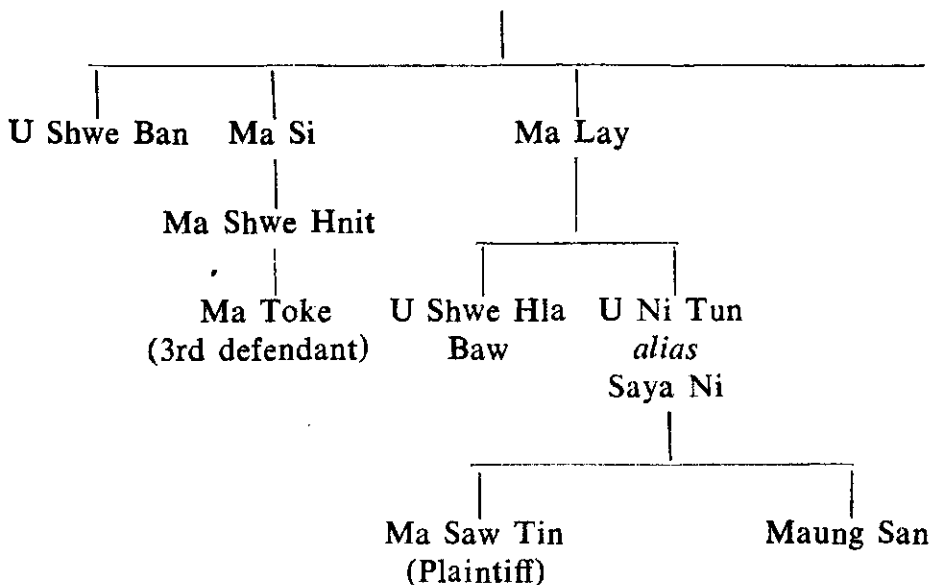 U Shwe Ban Ma Si Ma Lay
Ma Shwe Hnit
Ma Toke U Shwe Hla U Ni Tun
(3rd defendant) Baw alias
Saya Ni
Ma Saw Tin Maung San
(Plaintiff)